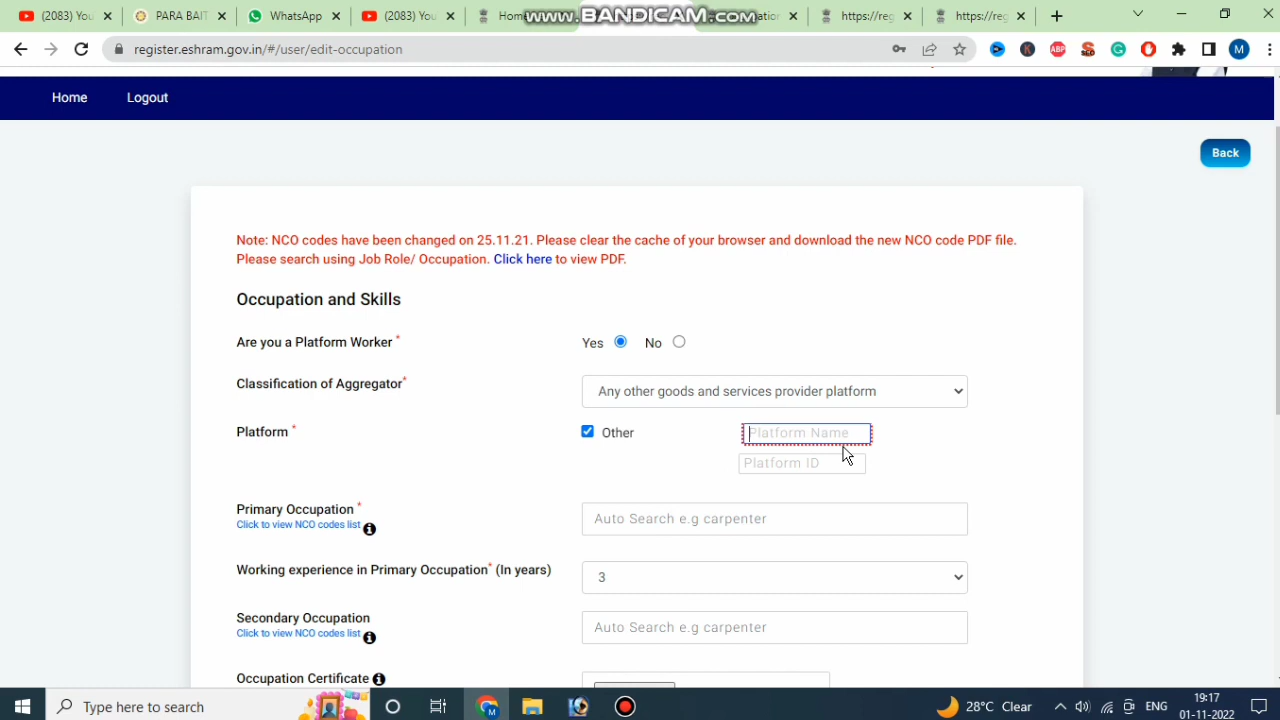 (2083) You
PARA BAIT
WhatsApp
(2083) You
Hom
www.BANDICAM.com
ation
https://reg
https://reg
register.eshram.gov.in/#/user/edit-occupation
ABP
SEO
M
Home
Logout
Back
Note: NCO codes have been changed on 25.11.21. Please clear the cache of your browser and download the new NCO code PDF file.
Please search using Job Role/ Occupation. Click here to view PDF.
Occupation and Skills
Are you a Platform Worker *
Yes
No
Classification of Aggregator*
Any other goods and services provider platform
Platform *
Other
Platform Name
Platform ID
Primary Occupation *
Click to view NCO codes list
Auto Search e.g carpenter
Working experience in Primary Occupation* (In years)
3
Secondary Occupation
Click to view NCO codes list
Auto Search e.g carpenter
Occupation Certificate
Type here to search
28°C Clear
ENG
19:17
01-11-2022